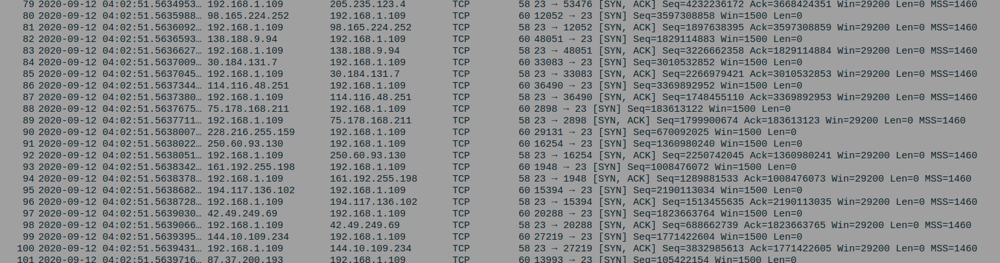 79 2020-09-12 04:02:51.5634953… 192.168.1.109 205.235.123.4 TCP 58 23 → 53476 [SYN, ACK] Seq=4232236172 Ack=3668424351 Win=29200 Len=0 MSS=1460
80 2020-09-12 04:02:51.5635988… 98.165.224.252 192.168.1.109 TCP 60 12052 → 23 [SYN] Seq=3597308858 Win=1500 Len=0
81 2020-09-12 04:02:51.5636092… 192.168.1.109 98.165.224.252 TCP 58 23 → 12052 [SYN, ACK] Seq=1897638395 Ack=3597308859 Win=29200 Len=0 MSS=1460
82 2020-09-12 04:02:51.5636593… 138.188.9.94 192.168.1.109 TCP 60 48051 → 23 [SYN] Seq=1829114883 Win=1500 Len=0
83 2020-09-12 04:02:51.5636627… 192.168.1.109 138.188.9.94 TCP 58 23 → 48051 [SYN, ACK] Seq=3226662358 Ack=1829114884 Win=29200 Len=0 MSS=1460
84 2020-09-12 04:02:51.5637009… 30.184.131.7 192.168.1.109 TCP 60 33083 → 23 [SYN] Seq=3010532852 Win=1500 Len=0
85 2020-09-12 04:02:51.5637045… 192.168.1.109 30.184.131.7 TCP 58 23 → 33083 [SYN, ACK] Seq=2266979421 Ack=3010532853 Win=29200 Len=0 MSS=1460
86 2020-09-12 04:02:51.5637344… 114.116.48.251 192.168.1.109 TCP 60 36490 → 23 [SYN] Seq=3369892952 Win=1500 Len=0
87 2020-09-12 04:02:51.5637380… 192.168.1.109 114.116.48.251 TCP 58 23 → 36490 [SYN, ACK] Seq=1748455110 Ack=3369892953 Win=29200 Len=0 MSS=1460
88 2020-09-12 04:02:51.5637675… 75.178.168.211 192.168.1.109 TCP 60 2898 → 23 [SYN] Seq=183613122 Win=1500 Len=0
89 2020-09-12 04:02:51.5637711… 192.168.1.109 75.178.168.211 TCP 58 23 → 2898 [SYN, ACK] Seq=1799900674 Ack=183613123 Win=29200 Len=0 MSS=1460
90 2020-09-12 04:02:51.5638007… 228.216.255.159 192.168.1.109 TCP 60 29131 → 23 [SYN] Seq=670092025 Win=1500 Len=0
91 2020-09-12 04:02:51.5638022… 250.60.93.130 192.168.1.109 TCP 60 16254 → 23 [SYN] Seq=1360980240 Win=1500 Len=0
92 2020-09-12 04:02:51.5638051… 192.168.1.109 250.60.93.130 TCP 58 23 → 16254 [SYN, ACK] Seq=2250742045 Ack=1360980241 Win=29200 Len=0 MSS=1460
93 2020-09-12 04:02:51.5638342… 161.192.255.198 192.168.1.109 TCP 60 1948 → 23 [SYN] Seq=1008476072 Win=1500 Len=0
94 2020-09-12 04:02:51.5638378… 192.168.1.109 161.192.255.198 TCP 58 23 → 1948 [SYN, ACK] Seq=1289881533 Ack=1008476073 Win=29200 Len=0 MSS=1460
95 2020-09-12 04:02:51.5638682… 194.117.136.102 192.168.1.109 TCP 60 15394 → 23 [SYN] Seq=2190113034 Win=1500 Len=0
96 2020-09-12 04:02:51.5638728… 192.168.1.109 194.117.136.102 TCP 58 23 → 15394 [SYN, ACK] Seq=1513455635 Ack=2190113035 Win=29200 Len=0 MSS=1460
97 2020-09-12 04:02:51.5639030… 42.49.249.69 192.168.1.109 TCP 60 20288 → 23 [SYN] Seq=1823663764 Win=1500 Len=0
98 2020-09-12 04:02:51.5639066… 192.168.1.109 42.49.249.69 TCP 58 23 → 20288 [SYN, ACK] Seq=688662739 Ack=1823663765 Win=29200 Len=0 MSS=1460
99 2020-09-12 04:02:51.5639395… 144.10.109.234 192.168.1.109 TCP 60 27219 → 23 [SYN] Seq=1771422604 Win=1500 Len=0
100 2020-09-12 04:02:51.5639431… 192.168.1.109 144.10.109.234 TCP 58 23 → 27219 [SYN, ACK] Seq=3832985613 Ack=1771422605 Win=29200 Len=0 MSS=1460
101 2020-09-12 04:02:51.5639716… 87.37.200.193 192.168.1.109 TCP 60 13993 → 23 [SYN] Seq=105422154 Win=1500 Len=0